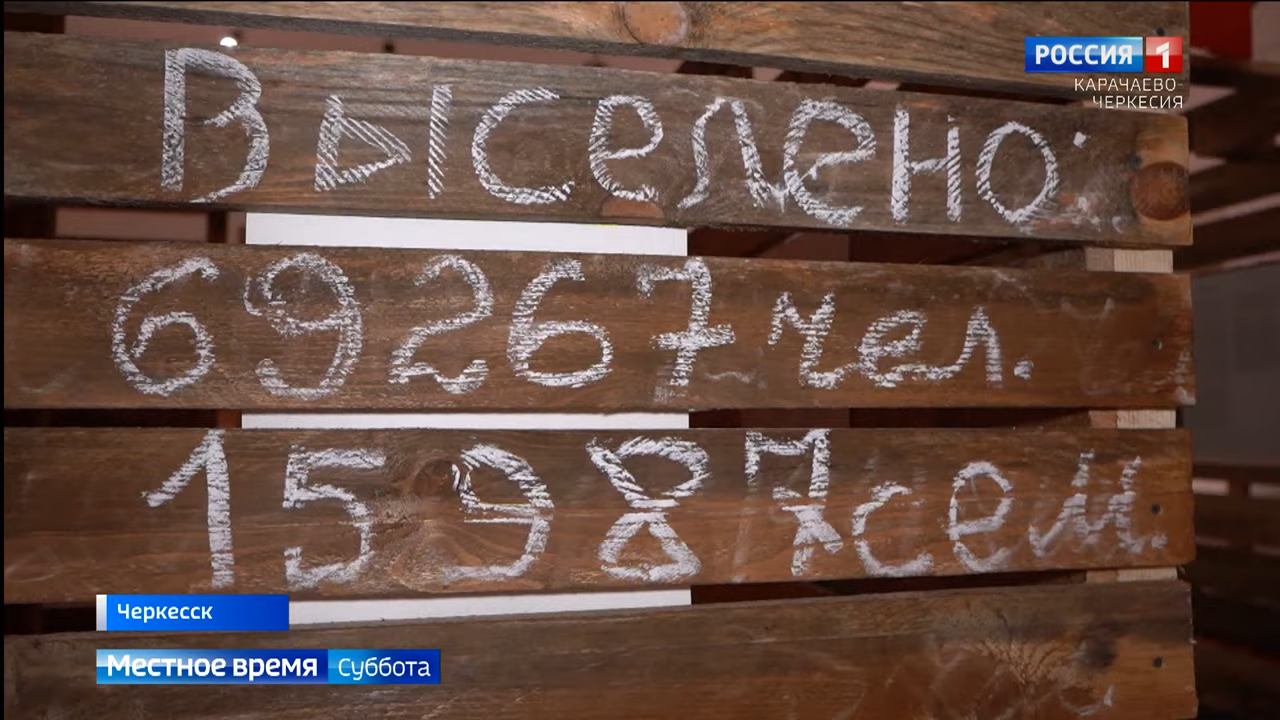 РОССИЯ 1
КАРАЧАЕВО-
ЧЕРКЕСИЯ
Выселено:
69267 чел.
15987 сем.
Черкесск
Местное время Суббота